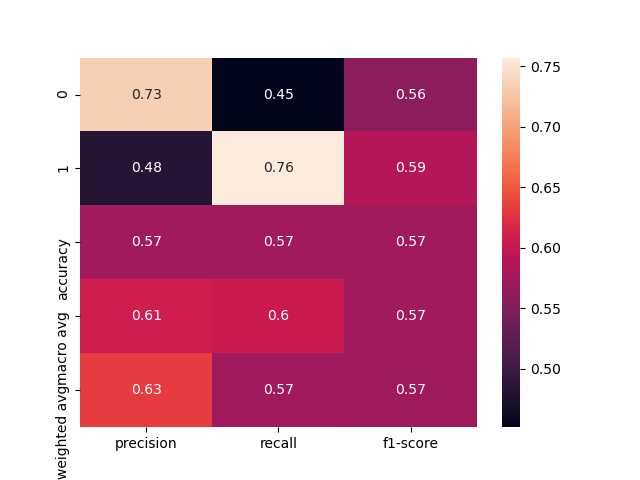 0
0.73 0.45 0.56
1
0.48 0.76 0.59
accuracy
0.57 0.57 0.57
macro avg
0.61 0.6 0.57
weighted avg
0.63 0.57 0.57
precision recall f1-score
0.75
0.70
0.65
0.60
0.55
0.50